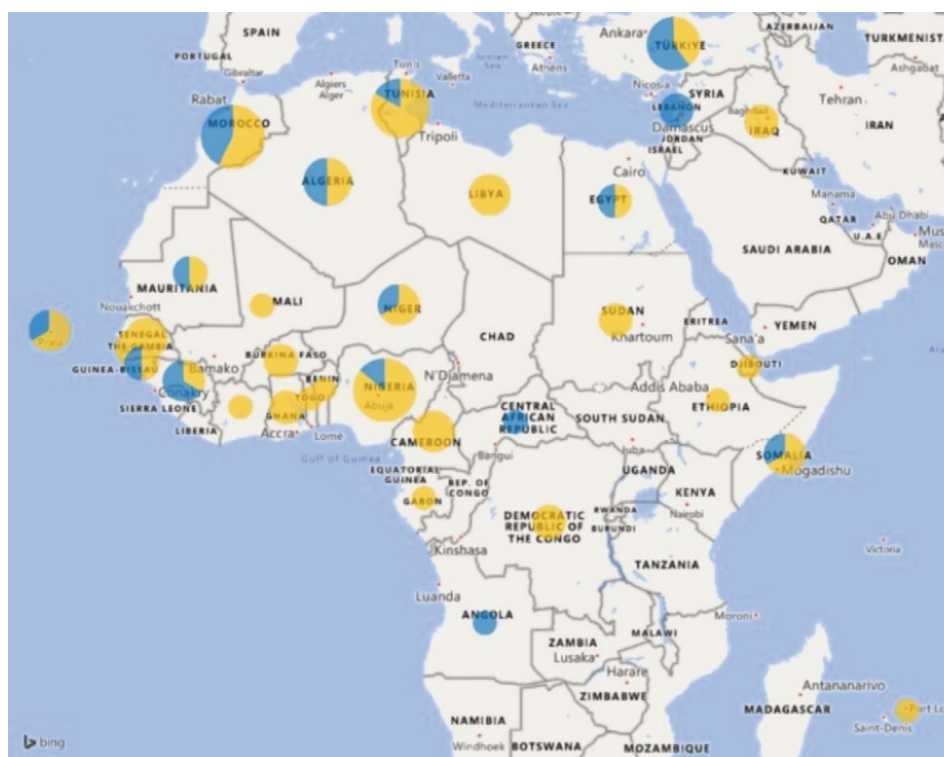 SPAIN
PORTUGAL
Gibraltar
Algiers
Alger
Tunis
Valletta
Ionian
Sea
GREECE
Athens
Ankara
TÜRKIYE
AZERBAIJAN
TURKMENIST
Ashgabat
Nicosia
SYRIA
LEBANON
Damascus
JORDAN
ISRAEL
Baghdad
IRAQ
Tehran
IRAN
Mediterranean Sea
TUNISIA
Tripoli
Rabat
MOROCCO
ALGERIA
LIBYA
Cairo
EGYPT
KUWAIT
Manama
QATAR
Abu Dhabi
U.A.E.
Mus
Masc
OMAN
SAUDI ARABIA
MAURITANIA
Nouakchott
MALI
NIGER
CHAD
SUDAN
Khartoum
ERITREA
Sana'a
YEMEN
Praia
SENEGAL
THE GAMBIA
GUINEA-BISSAU
Bamako
BURKINA FASO
BENIN
NIGERIA
Abuja
N'Djamena
Addis Ababa
DJIBOUTI
ETHIOPIA
Conakry
SIERRA LEONE
LIBERIA
GHANA
TOGO
Accra
Lomé
CAMEROON
CENTRAL
AFRICAN
REPUBLIC
Bangui
SOUTH SUDAN
Juba
SOMALIA
Mogadishu
Gulf of Guinea
EQUATORIAL
GUINEA
GABON
REP. OF
CONGO
UGANDA
KENYA
Nairobi
DEMOCRATIC
REPUBLIC OF
THE CONGO
RWANDA
BURUNDI
Kinshasa
TANZANIA
Victoria
Luanda
ANGOLA
ZAMBIA
Lusaka
MALAWI
Moroni
Harare
ZIMBABWE
Antananarivo
MADAGASCAR
Port Lo
Saint-Denis
NAMIBIA
Windhoek
BOTSWANA
MOZAMBIQUE
bing